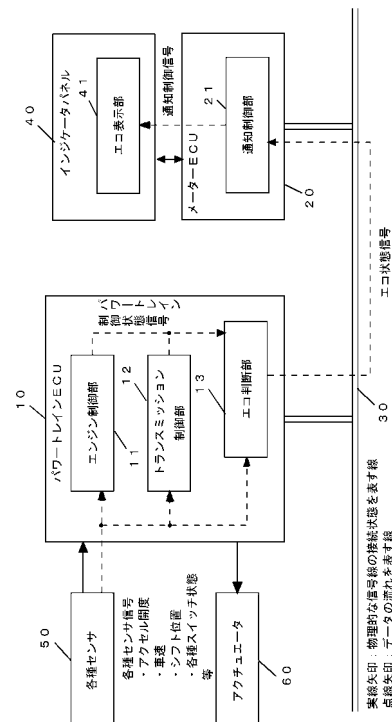 50
各種センサ
各種センサ信号
・アクセル開度
・車速
・シフト位置
・各種スイッチ状態
等
アクチュエータ
60
10
パワートレインECU
エンジン制御部
11
パワートレイン
制御状態信号
12
トランスミッション
制御部
13
エコ判断部
40
インジケータパネル
41
エコ表示部
通知制御信号
メーターECU
21
通知制御部
20
エコ状態信号
30
実線矢印：物理的な信号線の接続状態を表す線
点線矢印：データの流れを表す線